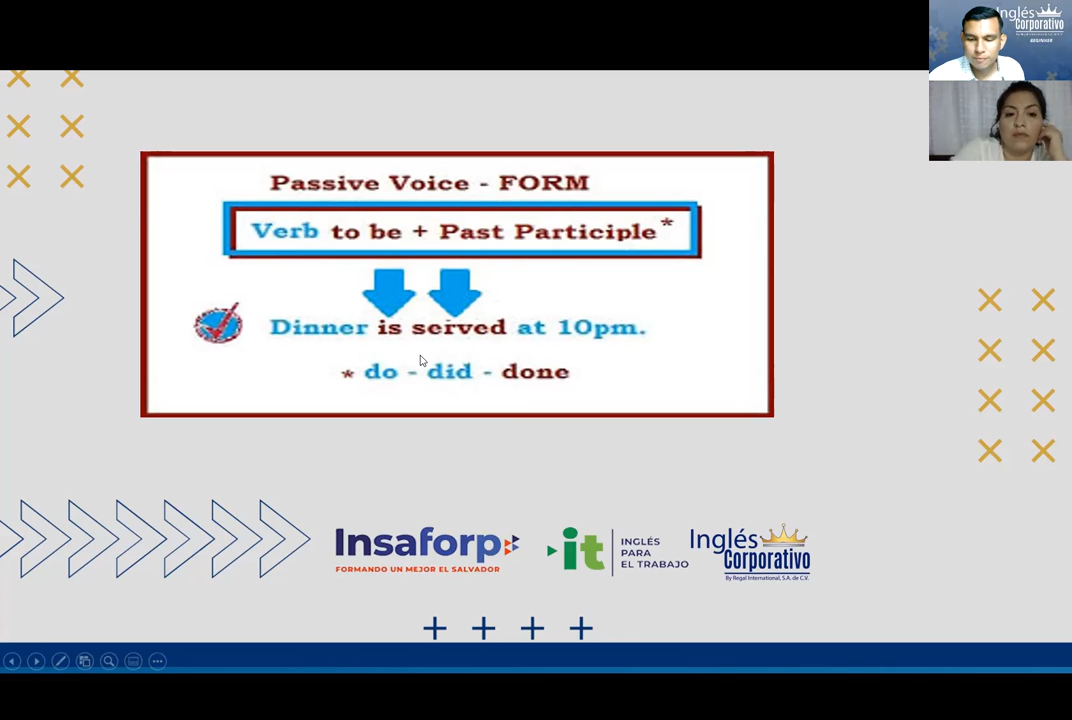 Inglés
Corporativo
BEGINNER
Passive Voice - FORM
Verb to be + Past Participle*
Dinner is served at 10pm.
* do - did - done
Insaforp
FORMANDO UN MEJOR EL SALVADOR
it
INGLÉS
PARA
EL TRABAJO
Inglés
Corporativo
By Regal International, S.A. de C.V.